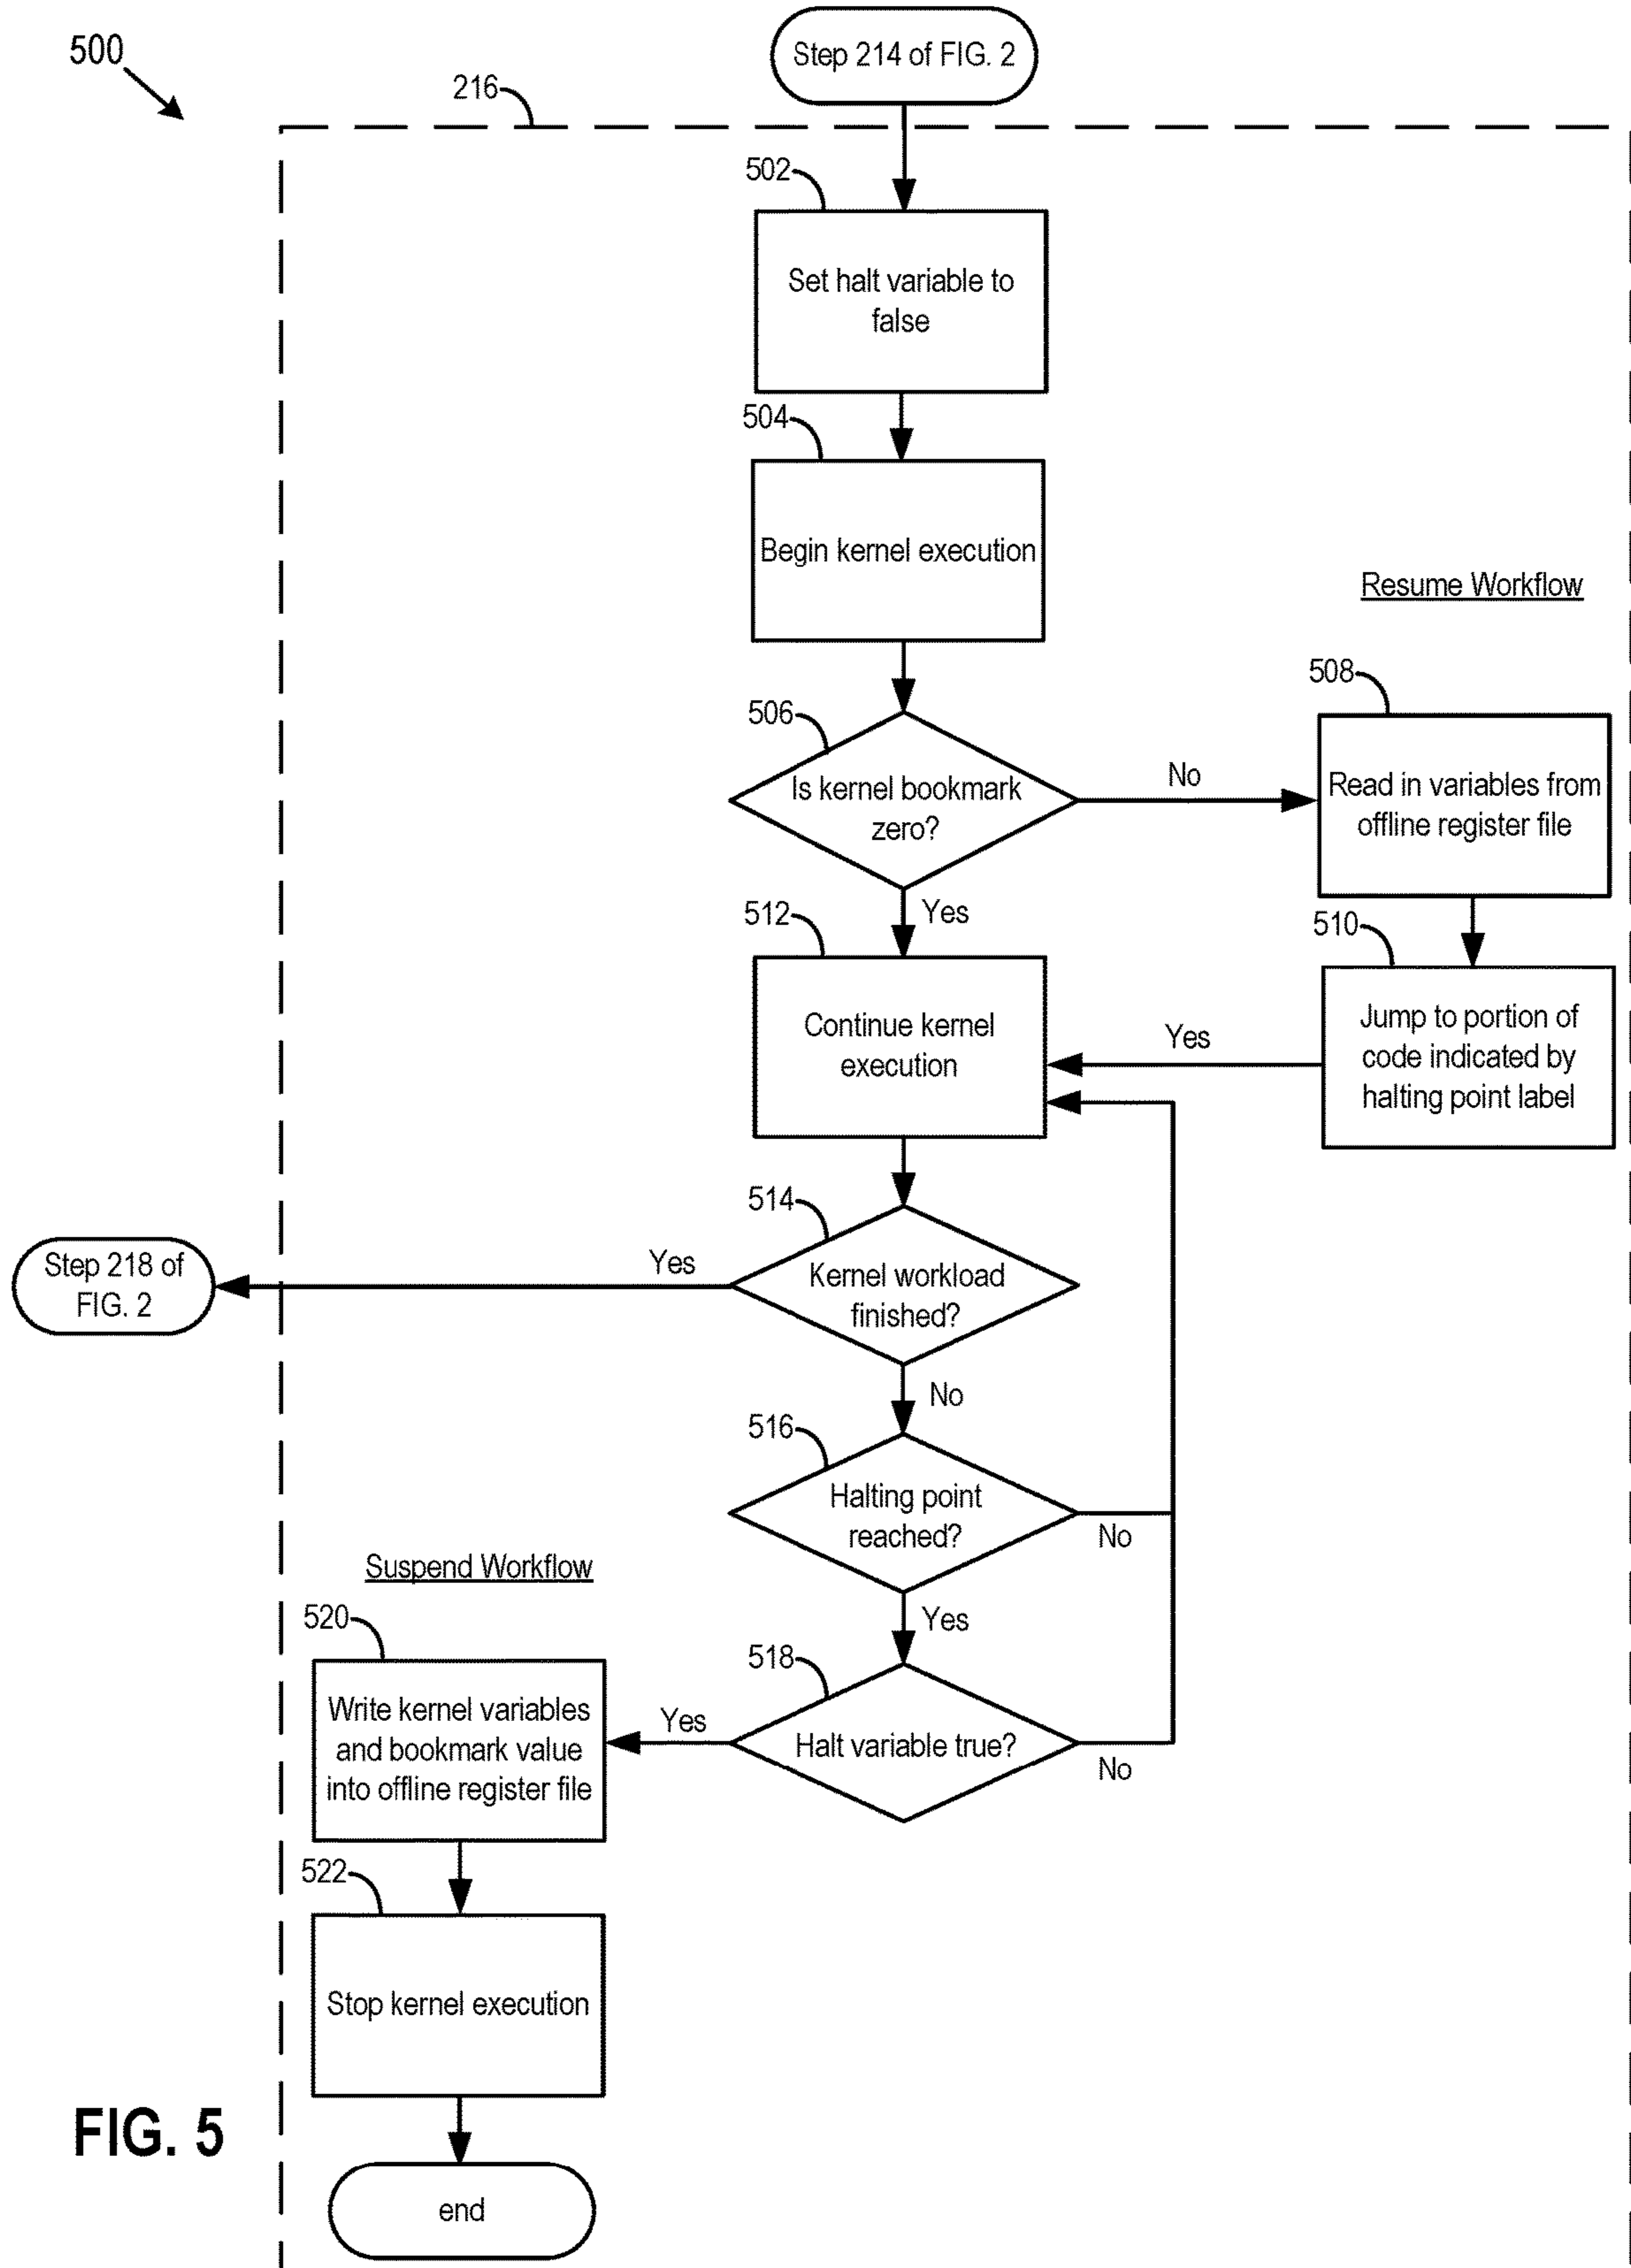 500
Step 214 of FIG. 2
216
502
Set halt variable to
false
504
Begin kernel execution
Resume Workflow
506
Is kernel bookmark
zero?
No
508
Read in variables from
offline register file
Yes
510
Jump to portion of
code indicated by
halting point label
Yes
512
Continue kernel
execution
514
Kernel workload
finished?
Yes
Step 218 of
FIG. 2
No
516
Halting point
reached?
No
Yes
Suspend Workflow
518
Halt variable true?
No
Yes
520
Write kernel variables
and bookmark value
into offline register file
522
Stop kernel execution
end
FIG. 5